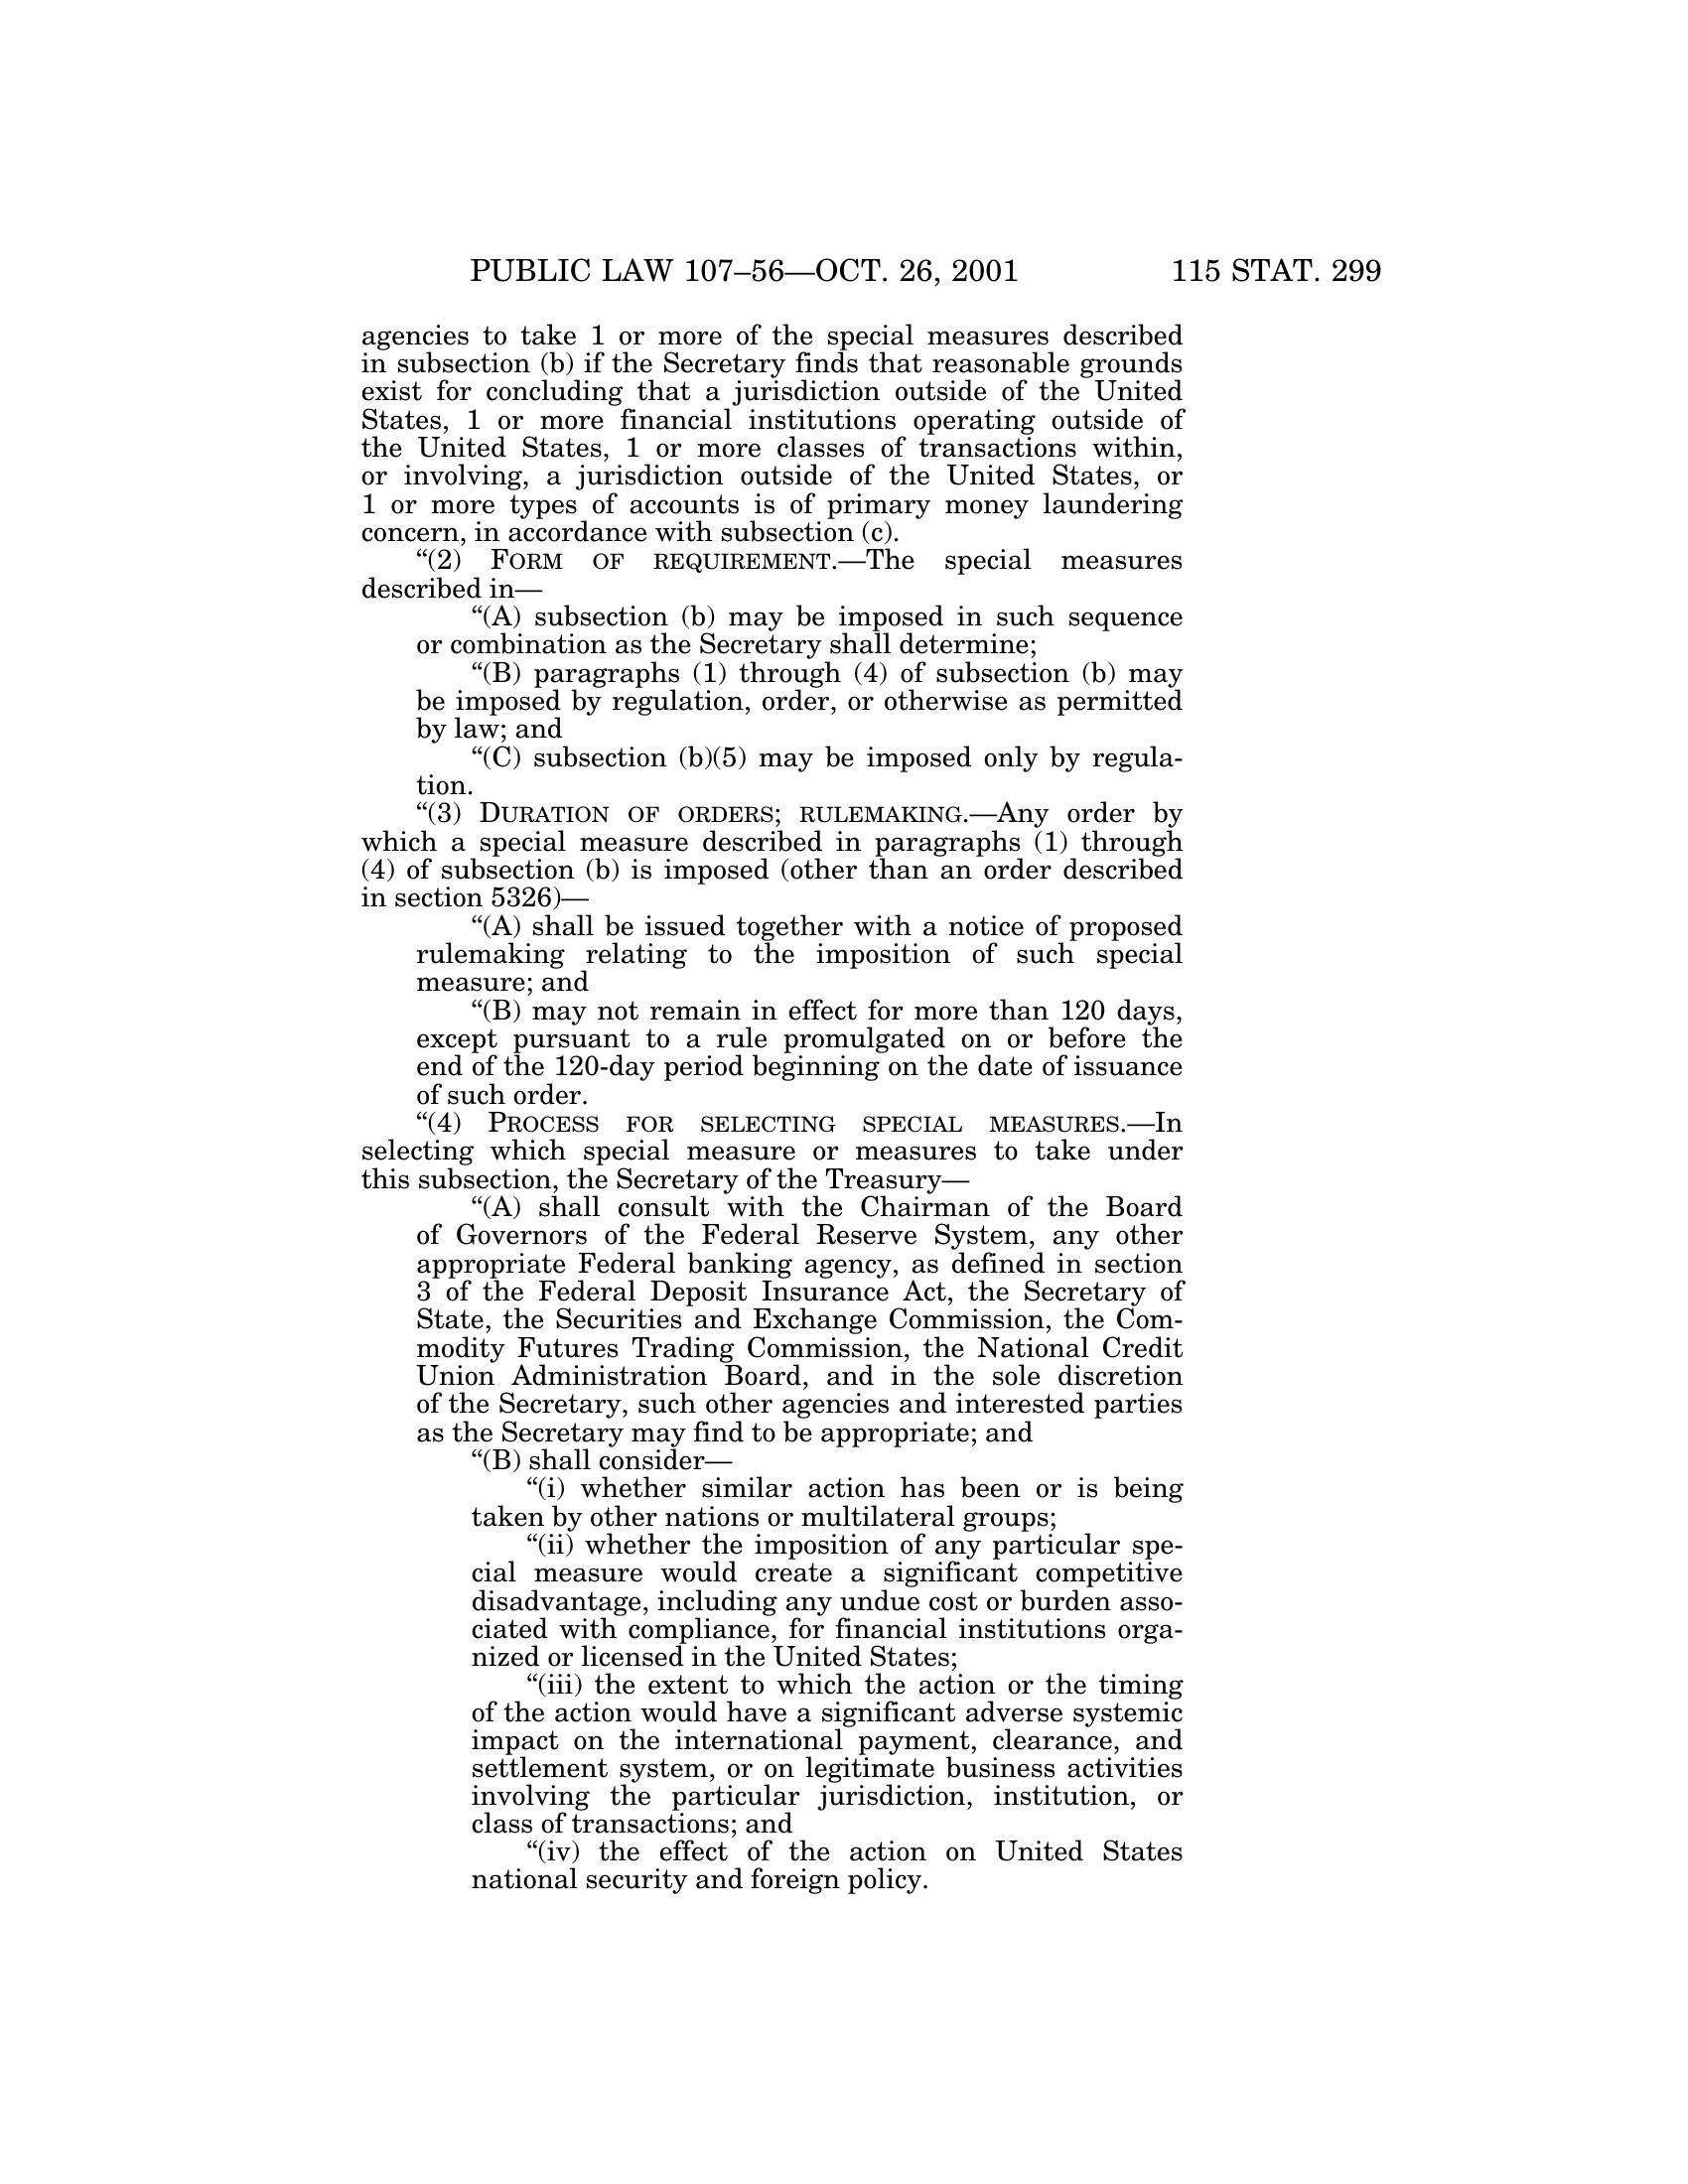 PUBLIC LAW 107–56—OCT. 26, 2001 115 STAT. 299
agencies to take 1 or more of the special measures described
in subsection (b) if the Secretary finds that reasonable grounds
exist for concluding that a jurisdiction outside of the United
States, 1 or more financial institutions operating outside of
the United States, 1 or more classes of transactions within,
or involving, a jurisdiction outside of the United States, or
1 or more types of accounts is of primary money laundering
concern, in accordance with subsection (c).
“(2) FORM OF REQUIREMENT.—The special measures
described in—
“(A) subsection (b) may be imposed in such sequence
or combination as the Secretary shall determine;
“(B) paragraphs (1) through (4) of subsection (b) may
be imposed by regulation, order, or otherwise as permitted
by law; and
“(C) subsection (b)(5) may be imposed only by regula-
tion.
“(3) DURATION OF ORDERS; RULEMAKING.—Any order by
which a special measure described in paragraphs (1) through
(4) of subsection (b) is imposed (other than an order described
in section 5326)—
“(A) shall be issued together with a notice of proposed
rulemaking relating to the imposition of such special
measure; and
“(B) may not remain in effect for more than 120 days,
except pursuant to a rule promulgated on or before the
end of the 120-day period beginning on the date of issuance
of such order.
“(4) PROCESS FOR SELECTING SPECIAL MEASURES.—In
selecting which special measure or measures to take under
this subsection, the Secretary of the Treasury—
“(A) shall consult with the Chairman of the Board
of Governors of the Federal Reserve System, any other
appropriate Federal banking agency, as defined in section
3 of the Federal Deposit Insurance Act, the Secretary of
State, the Securities and Exchange Commission, the Com-
modity Futures Trading Commission, the National Credit
Union Administration Board, and in the sole discretion
of the Secretary, such other agencies and interested parties
as the Secretary may find to be appropriate; and
“(B) shall consider—
“(i) whether similar action has been or is being
taken by other nations or multilateral groups;
“(ii) whether the imposition of any particular spe-
cial measure would create a significant competitive
disadvantage, including any undue cost or burden asso-
ciated with compliance, for financial institutions orga-
nized or licensed in the United States;
“(iii) the extent to which the action or the timing
of the action would have a significant adverse systemic
impact on the international payment, clearance, and
settlement system, or on legitimate business activities
involving the particular jurisdiction, institution, or
class of transactions; and
“(iv) the effect of the action on United States
national security and foreign policy.